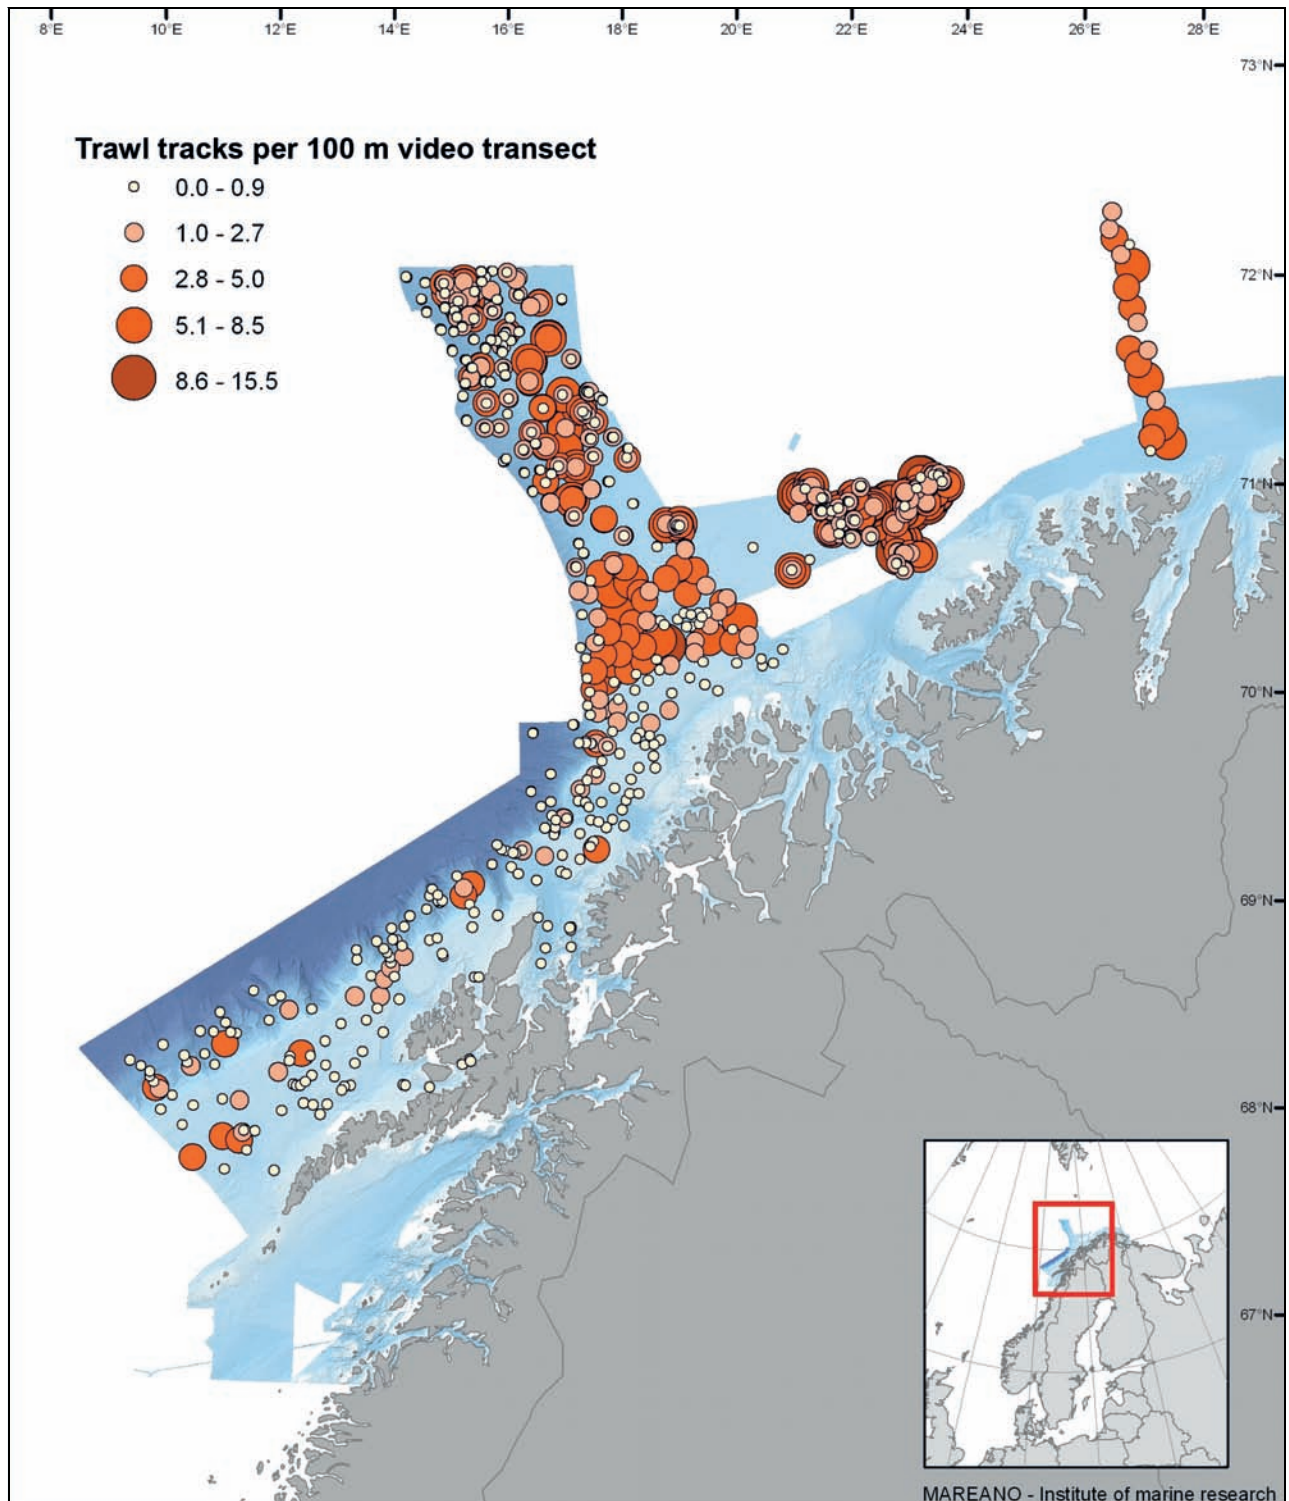 8°E 10°E 12°E 14°E 16°E 18°E 20°E 22°E 24°E 26°E 28°E
73°N
Trawl tracks per 100 m video transect
0.0 - 0.9
1.0 - 2.7
2.8 - 5.0
72°N
5.1 - 8.5
8.6 - 15.5
71°N
70°N
69°N
68°N
67°N
MAREANO - Institute of marine research